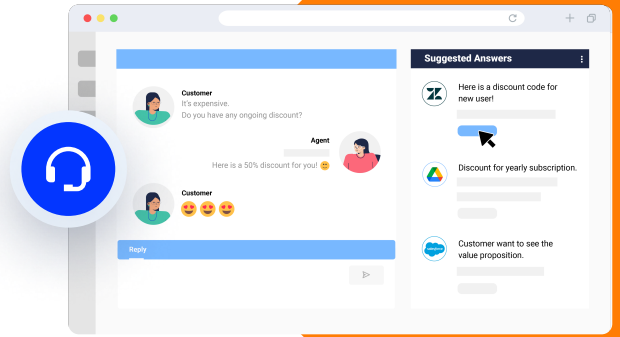 Customer
It's expensive.
Do you have any ongoing discount?
Agent
Here is a 50% discount for you! 🙂
Customer
😍😍😍
Reply
Suggested Answers
Here is a discount code for
new user!
Discount for yearly subscription.
salesforce
Customer want to see the
value proposition.